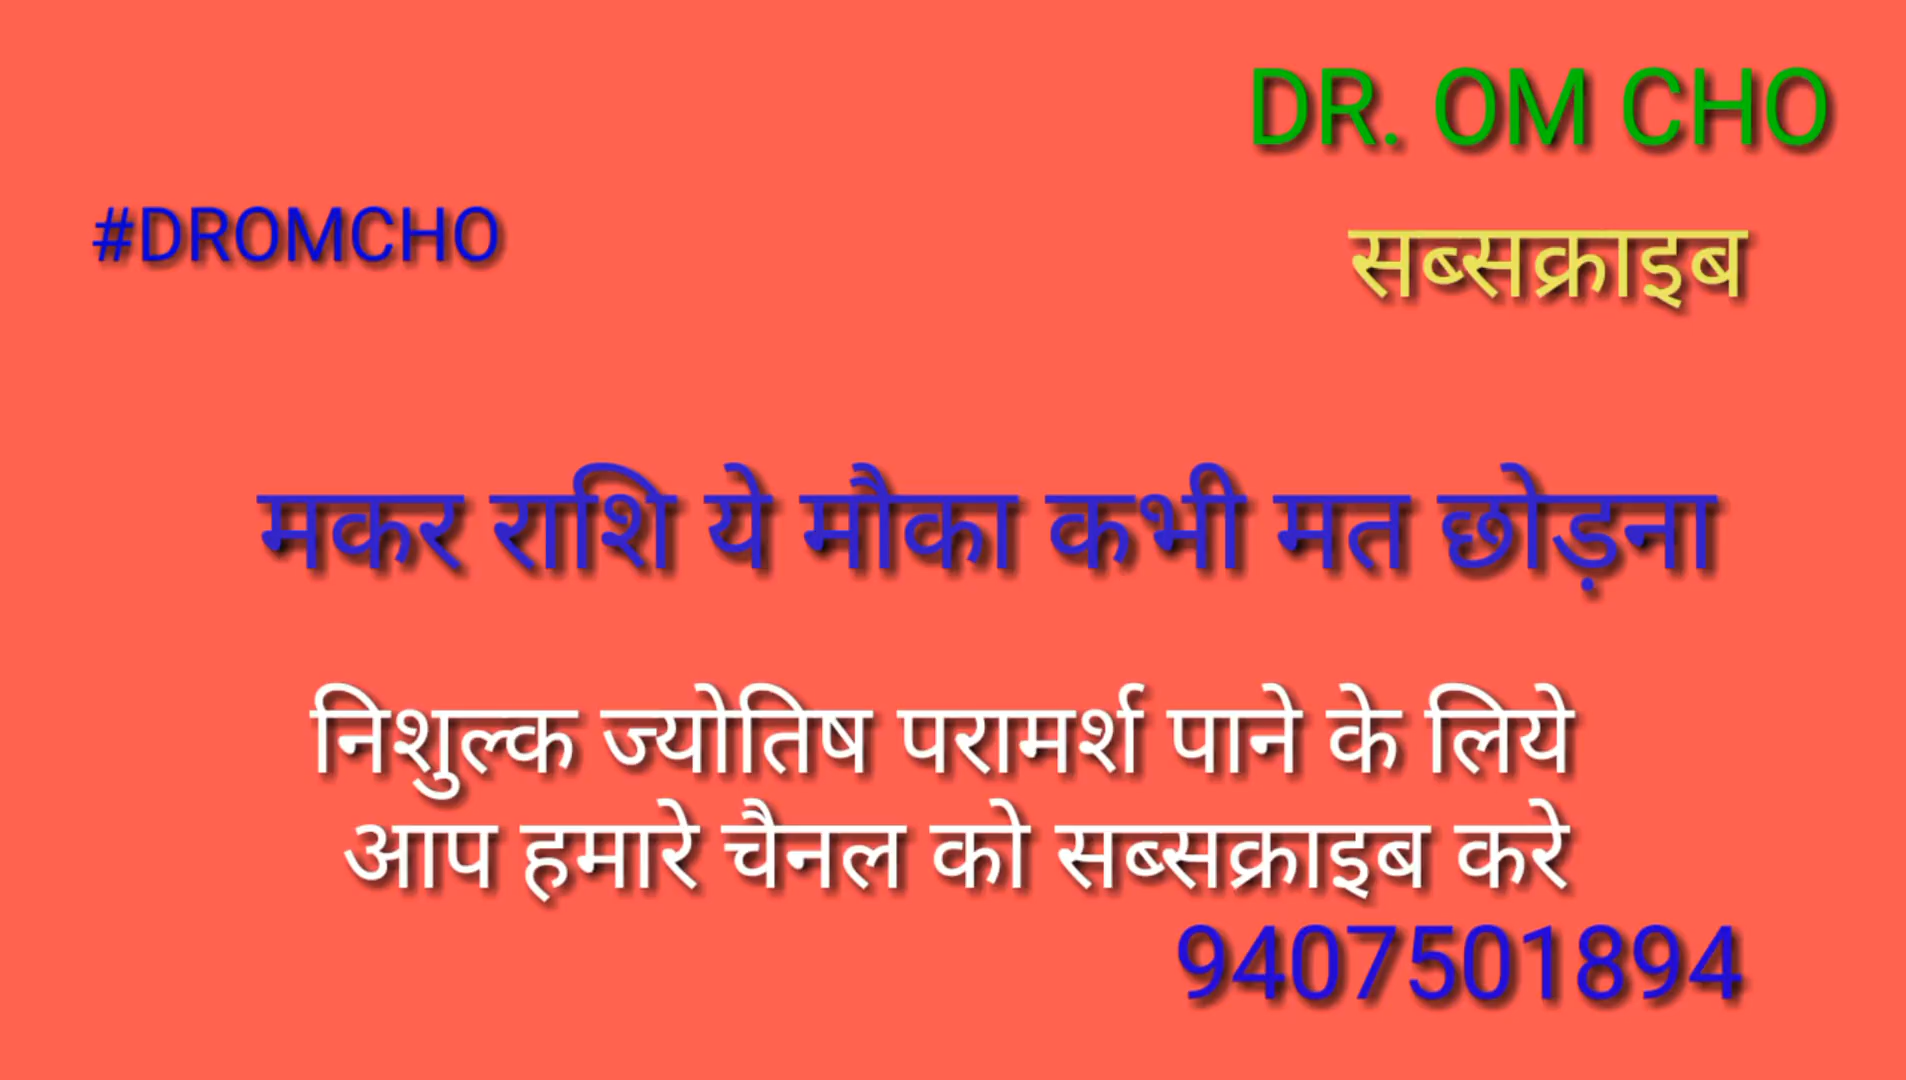 DR. OM CHO
#DROMCHO
सब्सक्राइब
मकर राशि ये मौका कभी मत छोड़ना
निशुल्क ज्योतिष परामर्श पाने के लिये
आप हमारे चैनल को सब्सक्राइब करे
9407501894